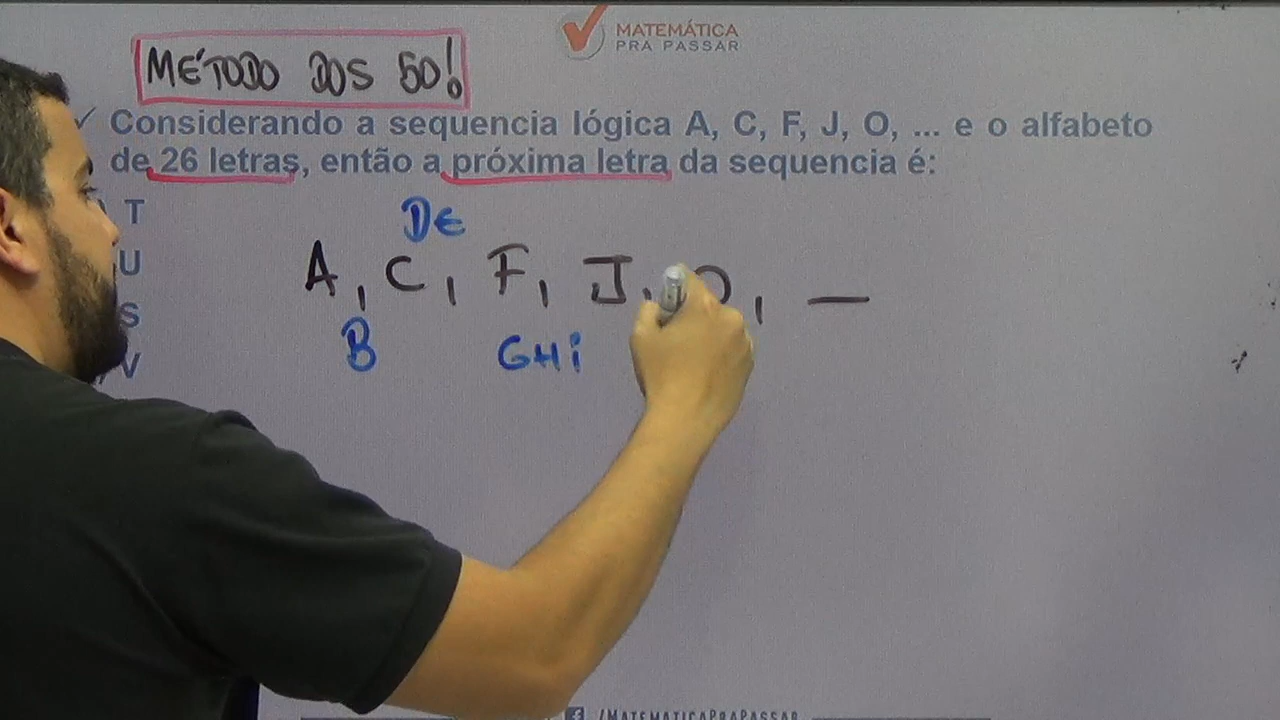 MATEMÁTICA
PRA PASSAR
MÉTODO DOS 50!
✓ Considerando a sequencia lógica A, C, F, J, O, ... e o alfabeto
de 26 letras, então a próxima letra da sequencia é:
) T
U
S
) V
DE
A, C, F, J, O, —
B GHi
/MATEMATICAPRAPASSAR